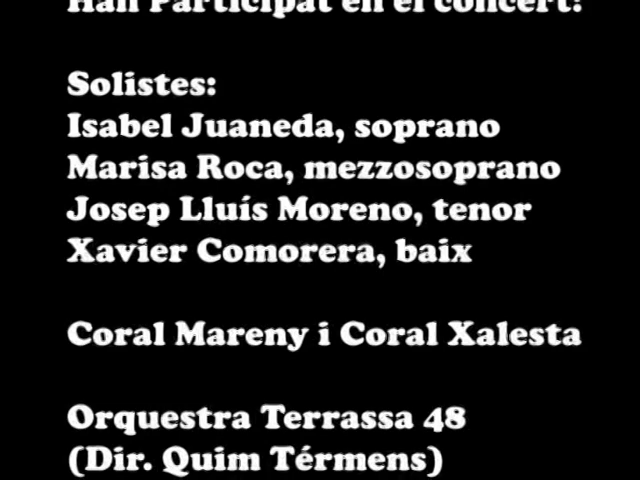 Han Participat en el concert:
Solistes:
Isabel Juaneda, soprano
Marisa Roca, mezzosoprano
Josep Lluís Moreno, tenor
Xavier Comorera, baix
Coral Mareny i Coral Xalesta
Orquestra Terrassa 48
(Dir. Quim Térmens)